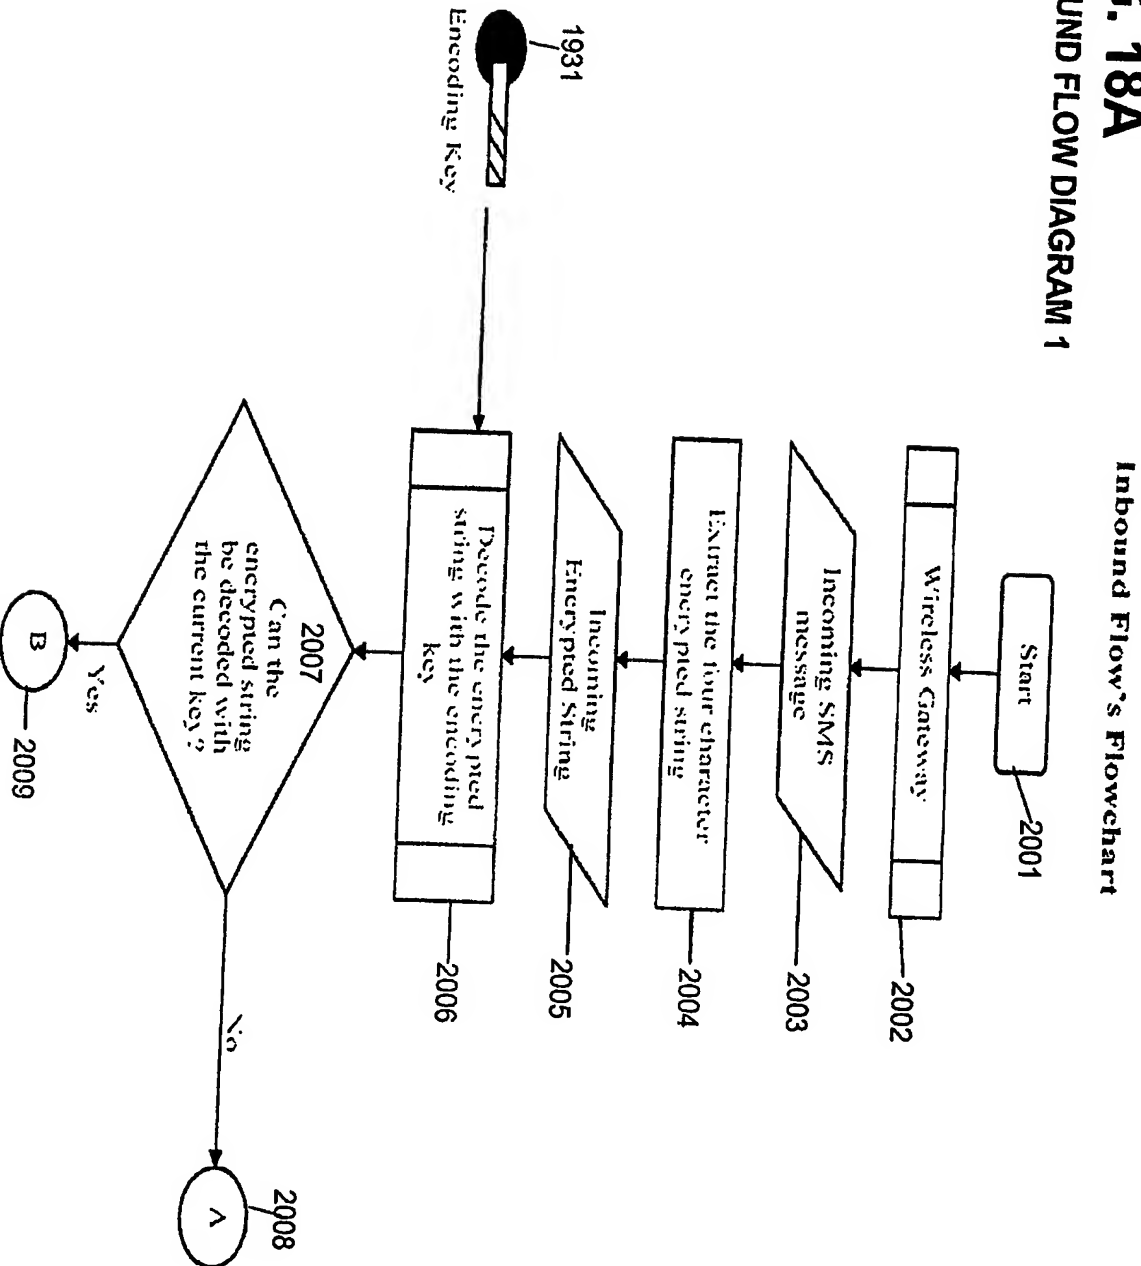 . 18A
UND FLOW DIAGRAM 1
Inbound Flow's Flowchart
Start
2001
Wireless Gateway
2002
Incoming SMS
message
2003
Extract the four character
encrypted string
2004
Incoming
Encrypted String
2005
1931
Encoding Key
Decode the encrypted
string with the encoding
key
2006
2007
Can the
encrypted string
be decoded with
the current key?
No
A
2008
Yes
B
2009